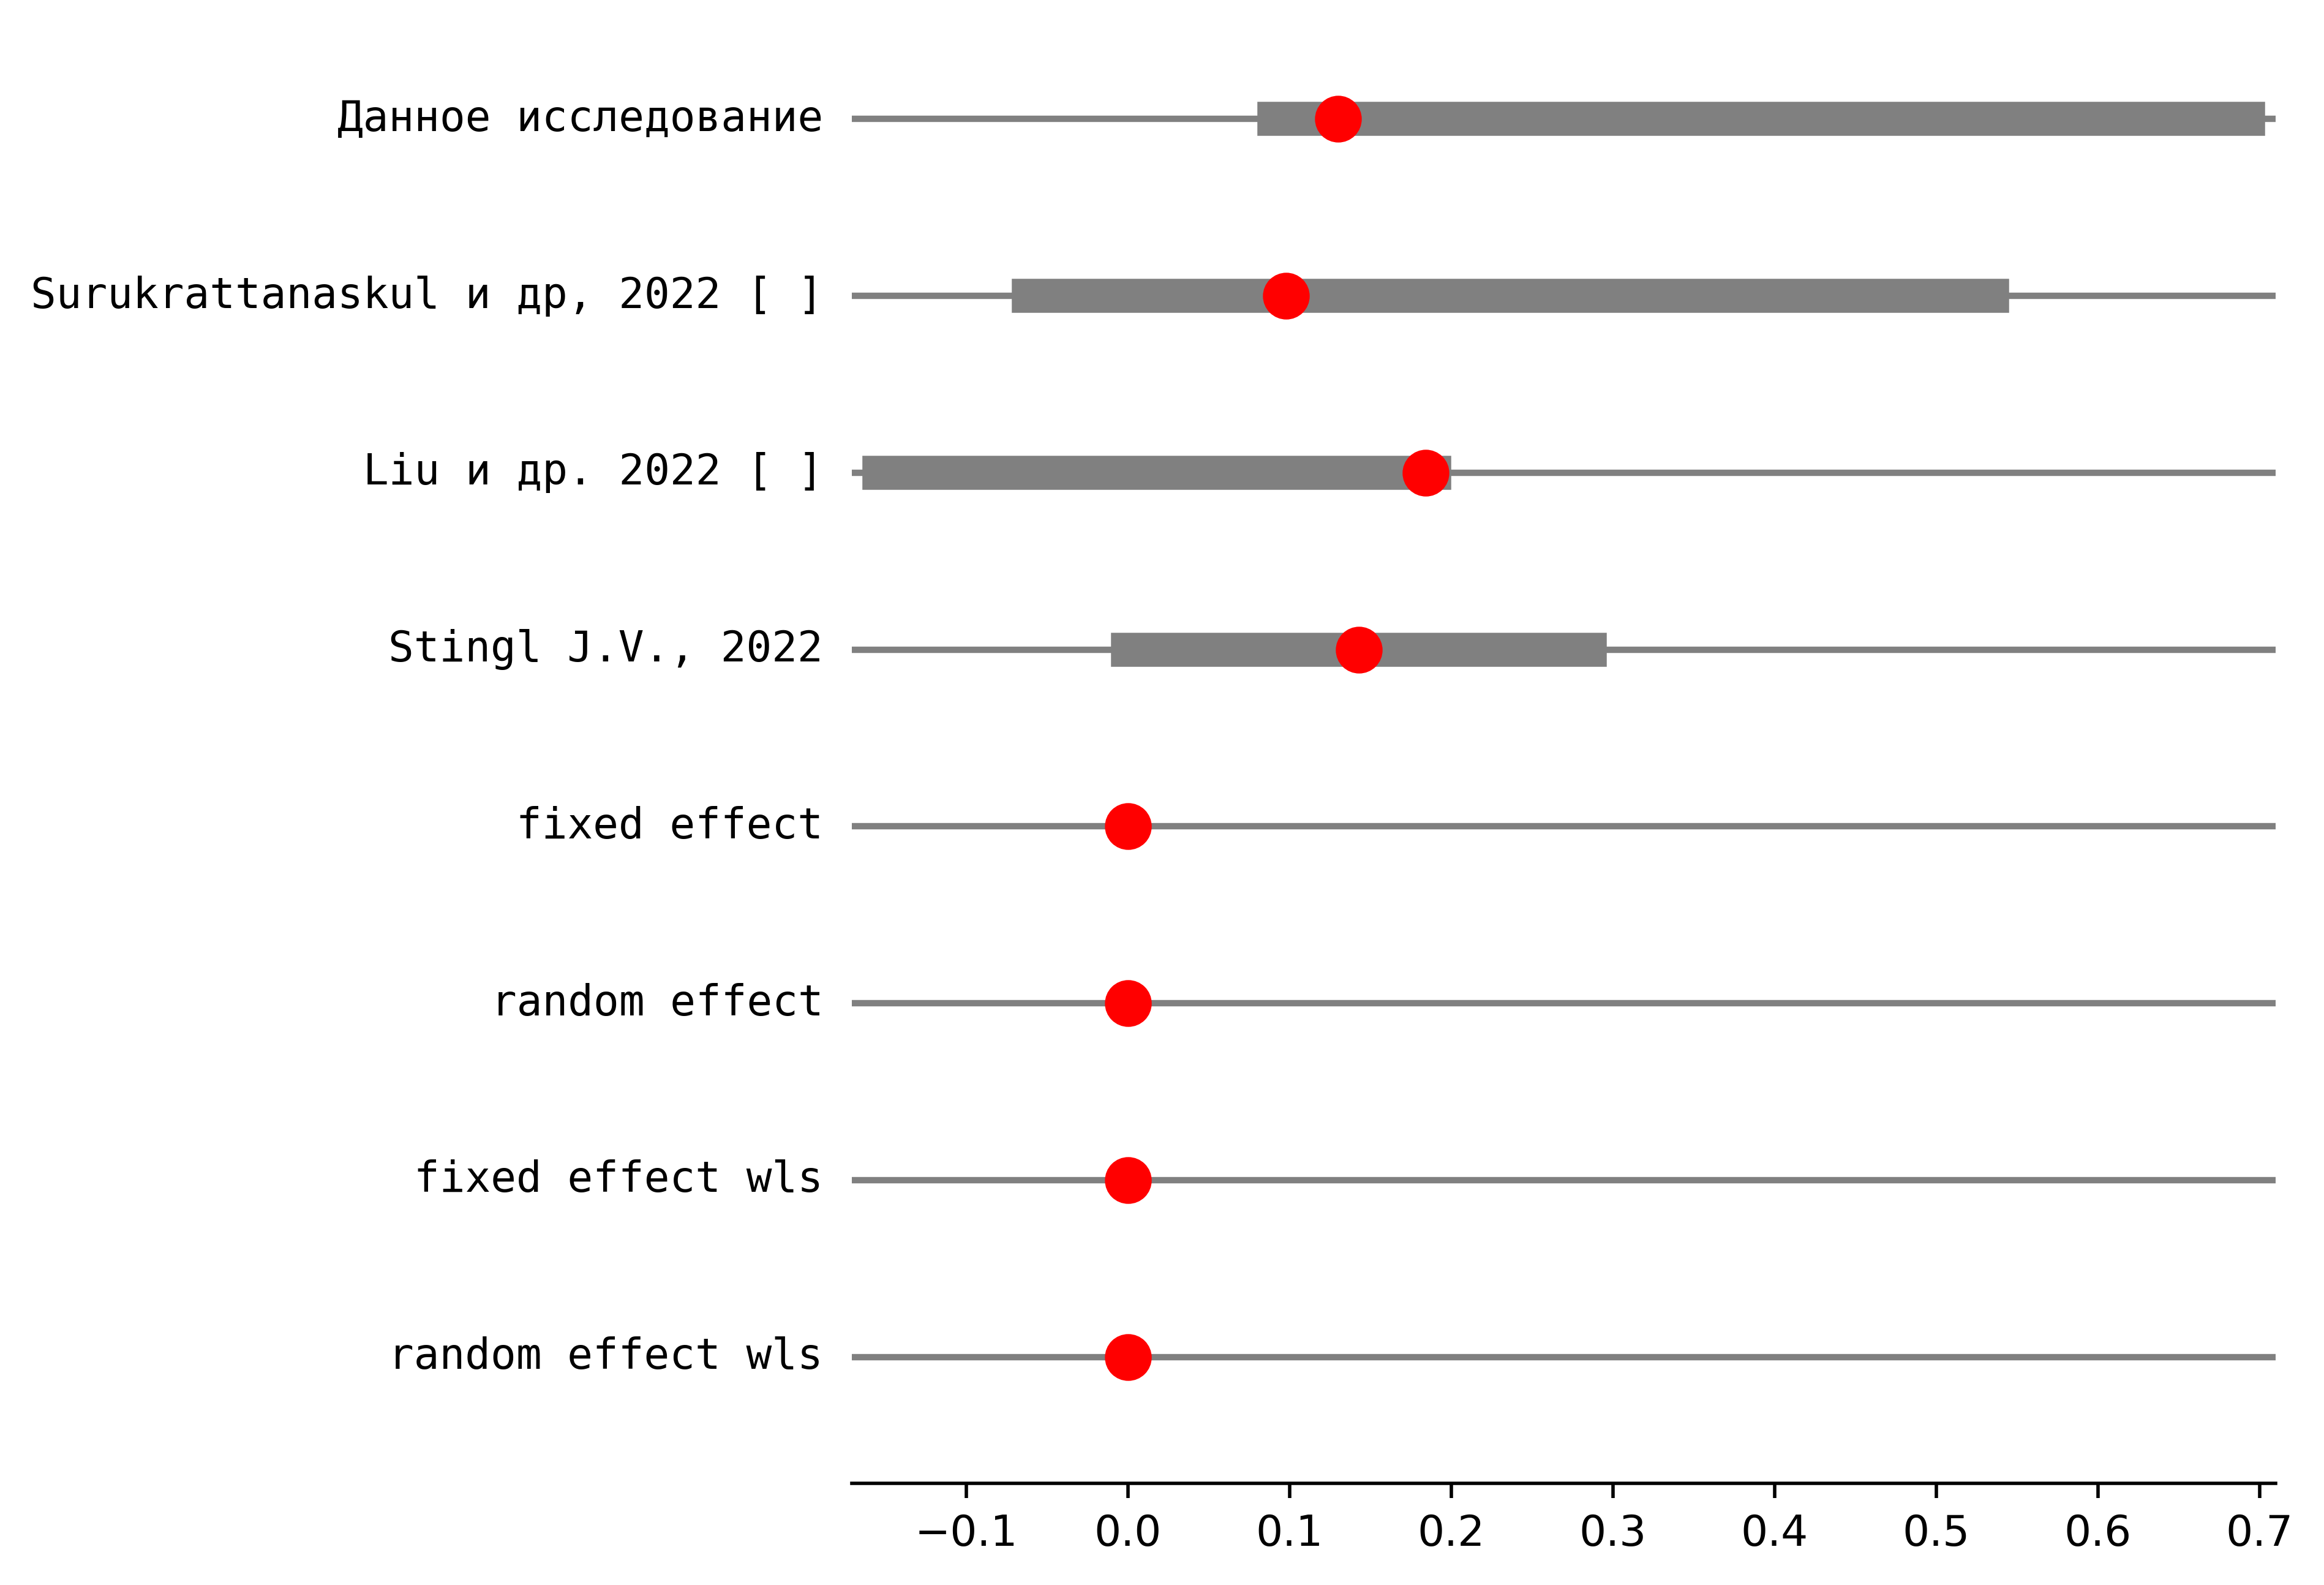 Данное исследование
Surukrattanaskul и др, 2022 [ ]
Liu и др. 2022 [ ]
Stingl J.V., 2022
fixed effect
random effect
fixed effect wls
random effect wls
−0.1 0.0 0.1 0.2 0.3 0.4 0.5 0.6 0.7